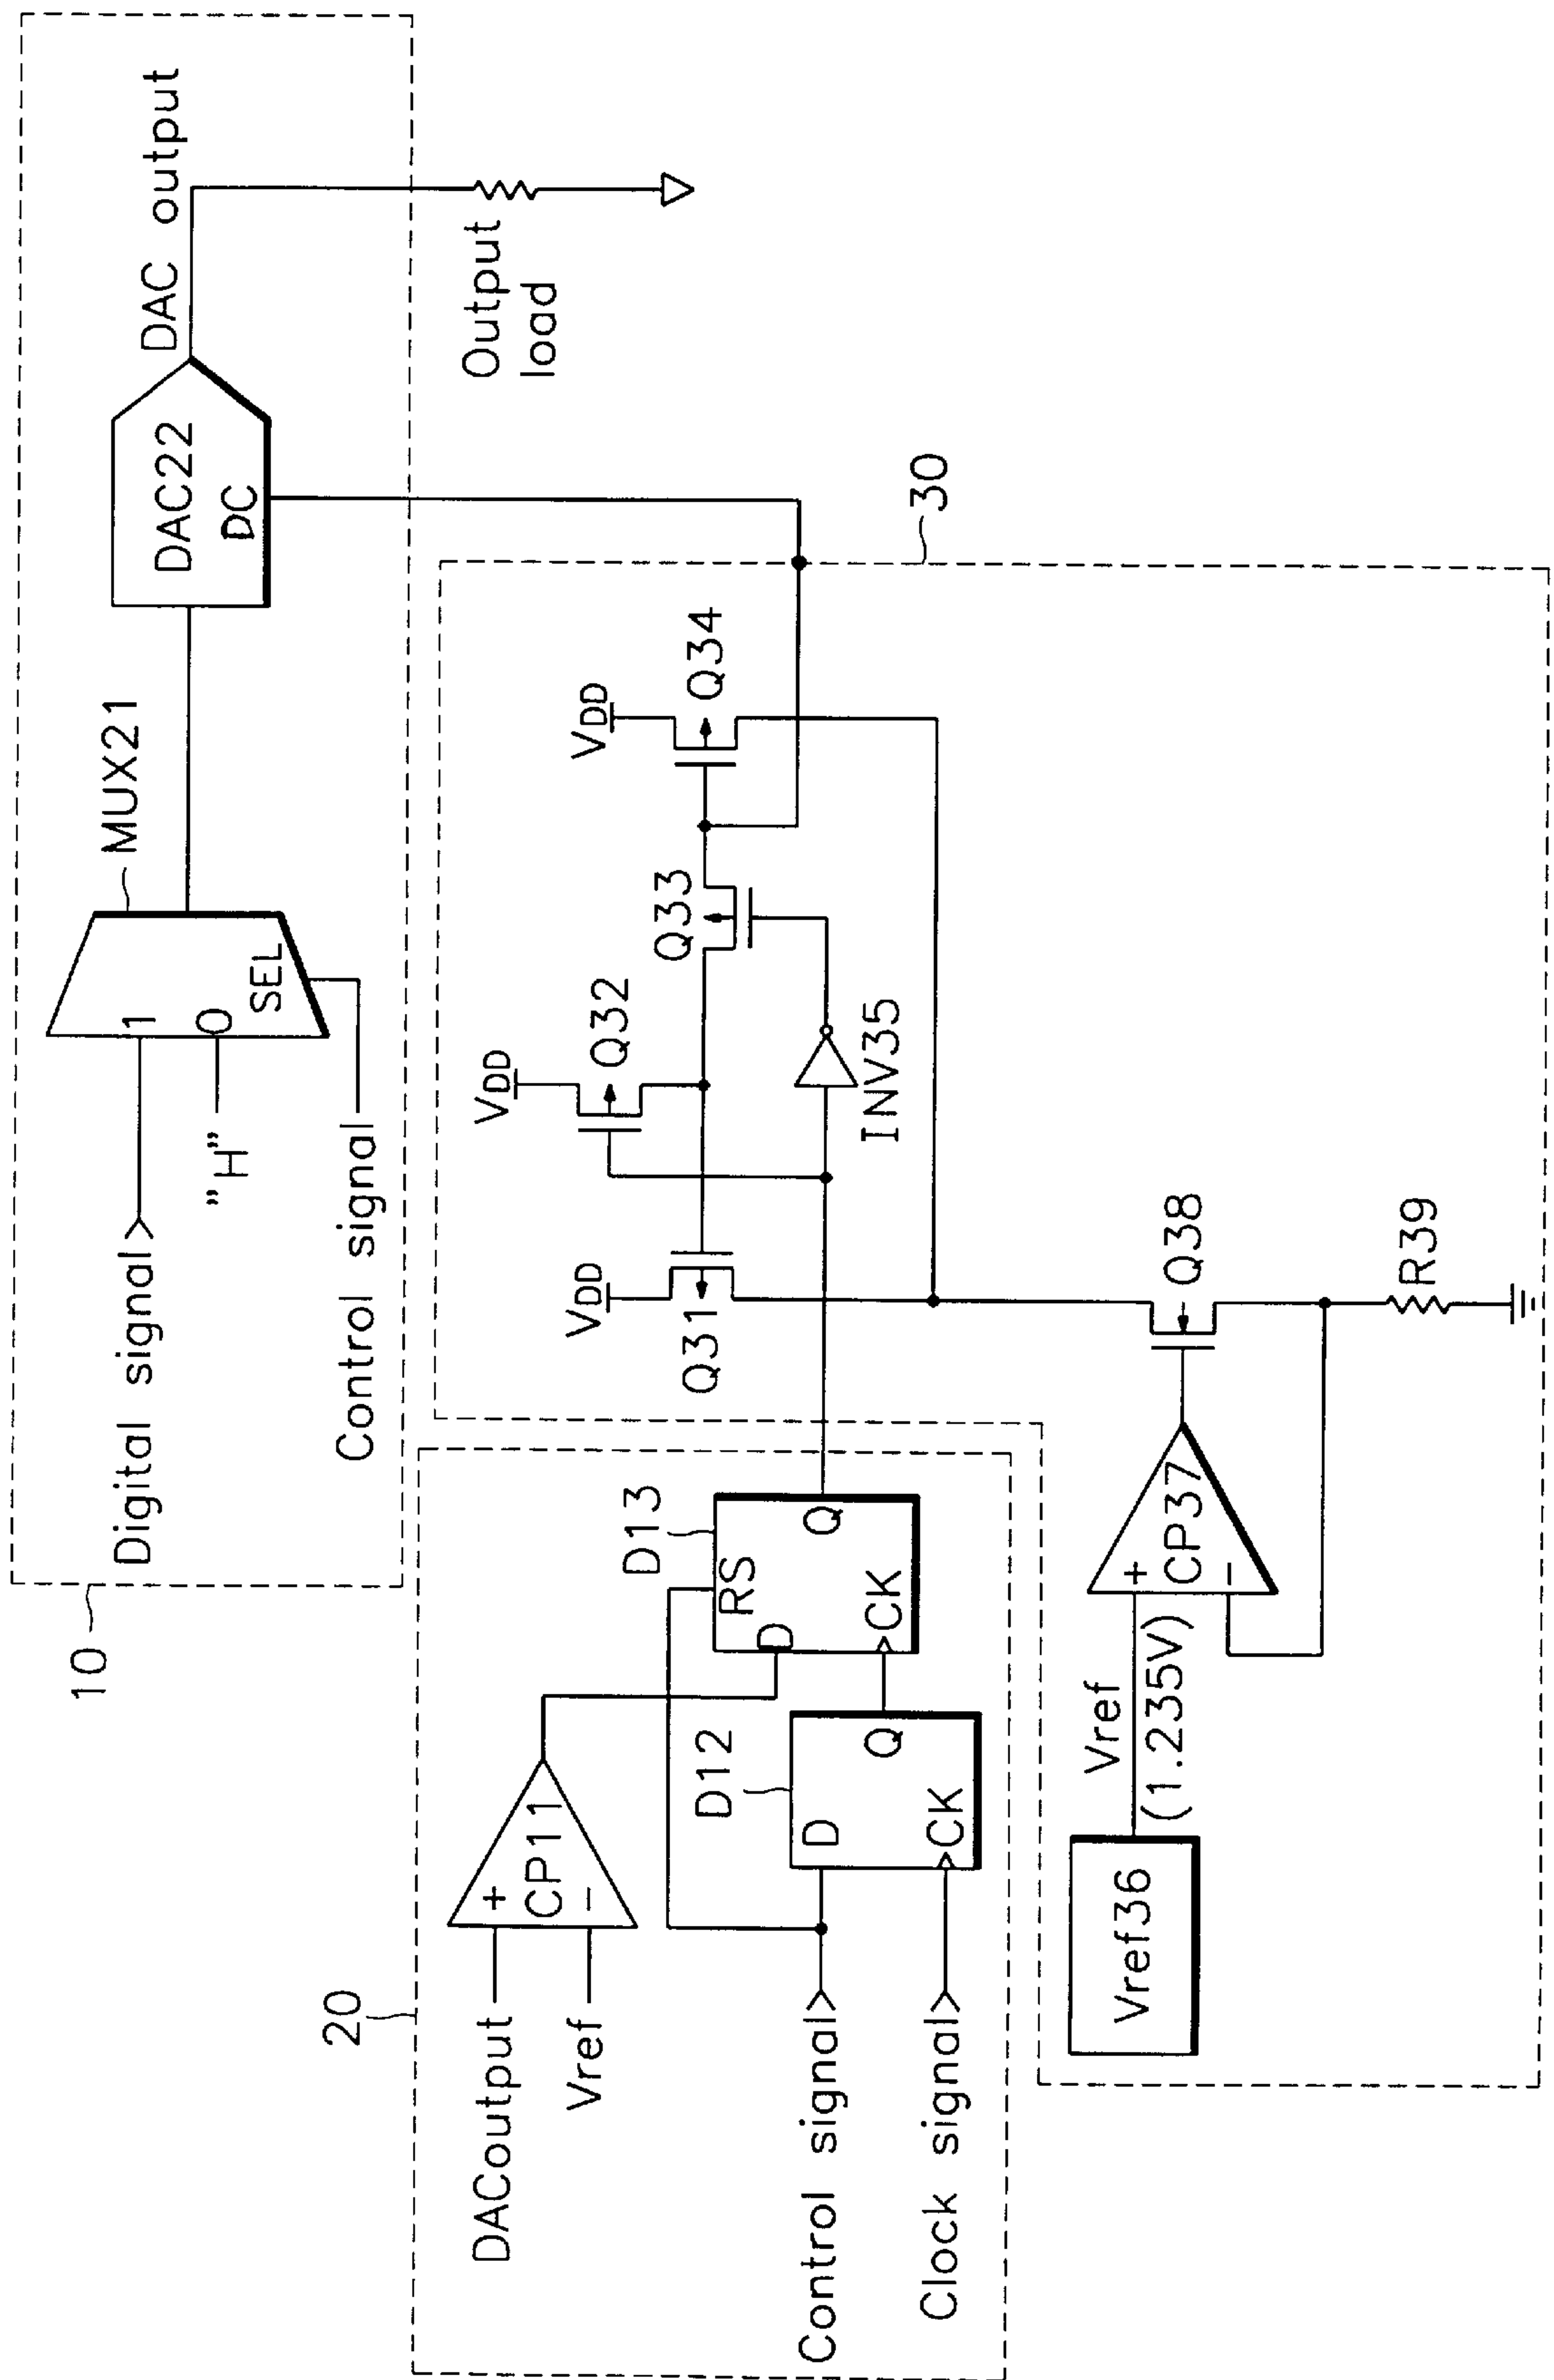 10
Digital signal>
"H"
Control signal
1
0
SEL
MUX21
DAC22
DC
DAC output
Output
load
20
DACoutput
Vref
+
CP11
-
Control signal>
Clock signal>
D12
D
CK
Q
D13
RS
D
CK
Q
30
VDD
Q31
VDD
Q32
Q33
VDD
Q34
INV35
Vref36
Vref
(1.235V)
+
CP37
-
Q38
R39